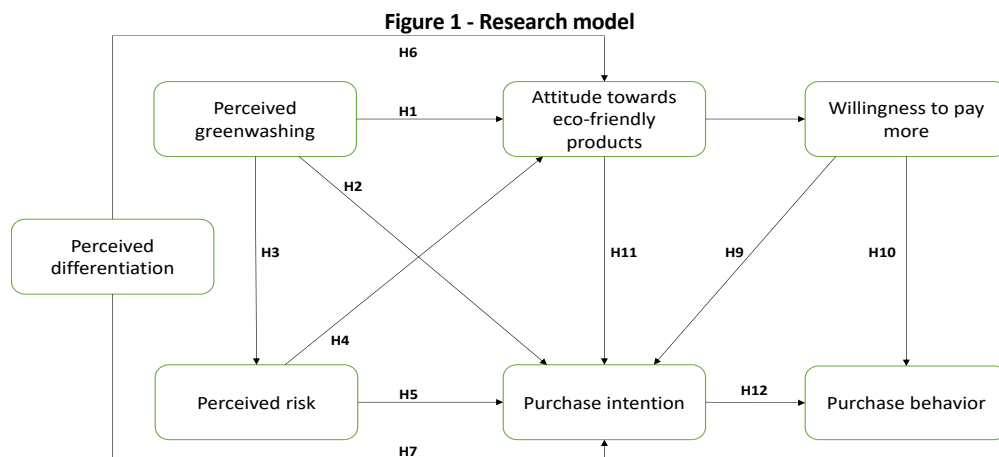 Figure 1 - Research model
H6
Perceived
greenwashing
H1
Attitude towards
eco-friendly
products
Willingness to pay
more
H2
Perceived
differentiation
H3
H11
H9
H10
H4
Perceived risk
H5
Purchase intention
H12
Purchase behavior
H7